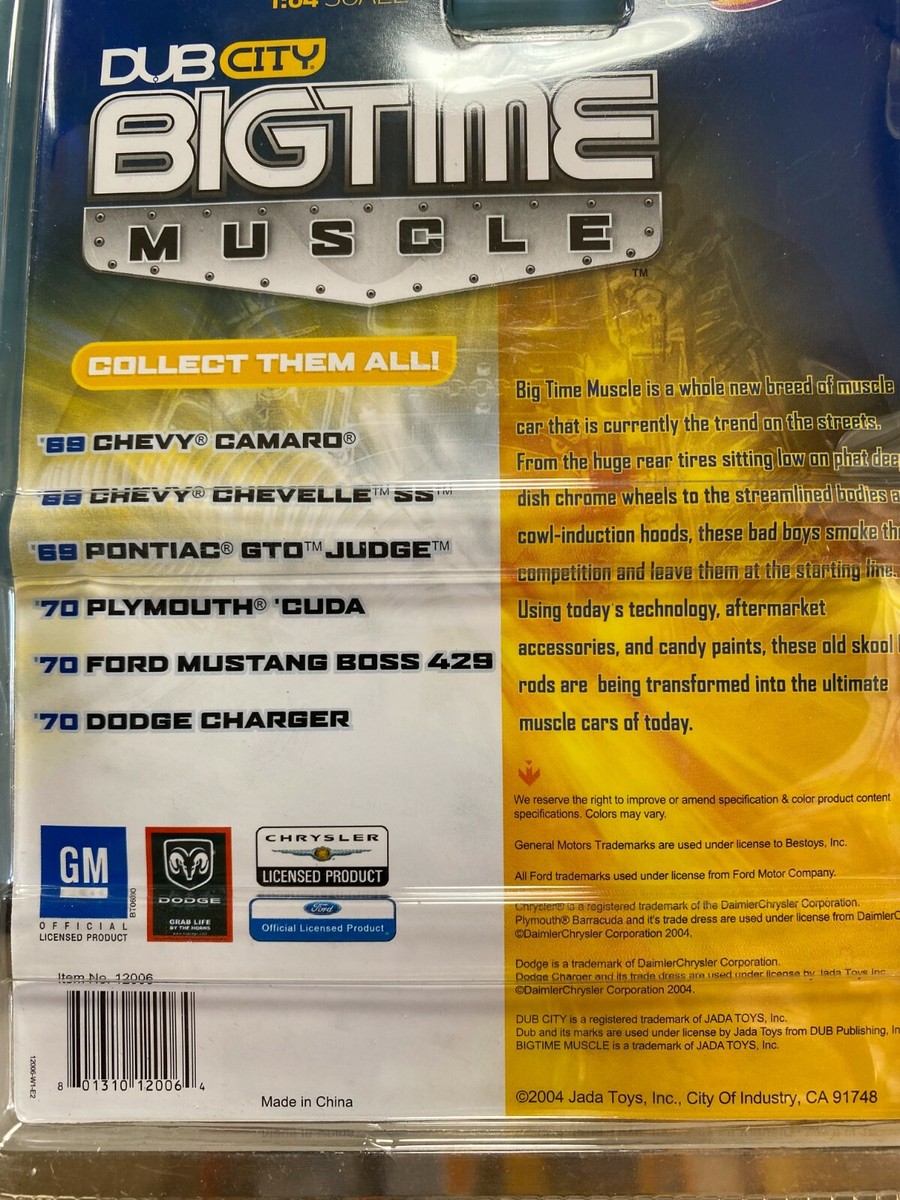 1:64 SCALE
DUB CITY
BIGTIME
MUSCLE
TM
COLLECT THEM ALL!
'69 CHEVY® CAMARO®
CHEVY® CHEVELLE™ SS™
'69 PONTIAC® GTO™ JUDGE™
'70 PLYMOUTH® 'CUDA
'70 FORD MUSTANG BOSS 429
'70 DODGE CHARGER
Big Time Muscle is a whole new breed of muscle
car that is currently the trend on the streets.
From the huge rear tires sitting low on phat
dish chrome wheels to the streamlined bodies
cowl-induction hoods, these bad boys smoke
competition and leave them at the starting line.
Using today's technology, aftermarket
accessories, and candy paints, these old skool
rods are being transformed into the ultimate
muscle cars of today.
We reserve the right to improve or amend specification & color product content
specifications. Colors may vary.
General Motors Trademarks are used under license to Bestoys, Inc.
All Ford trademarks used under license from Ford Motor Company.
Chrysler® is a registered trademark of the DaimlerChrysler Corporation.
Plymouth® Barracuda and it's trade dress are used under license from DaimlerC
©DaimlerChrysler Corporation 2004.
Dodge is a trademark of DaimlerChrysler Corporation.
Dodge Charger and its trade dress are used under license by Jada Toys Inc.
©DaimlerChrysler Corporation 2004.
DUB CITY is a registered trademark of JADA TOYS, Inc.
Dub and its marks are used under license by Jada Toys from DUB Publishing,
BIGTIME MUSCLE is a trademark of JADA TOYS, Inc.
©2004 Jada Toys, Inc., City Of Industry, CA 91748
GM
OFFICIAL
LICENSED PRODUCT
DODGE
GRAB LIFE
BY THE HORNS
CHRYSLER
LICENSED PRODUCT
Ford
Official Licensed Product
Item No. 12006
8 01310 12006 4
12006-W1-E2
Made in China